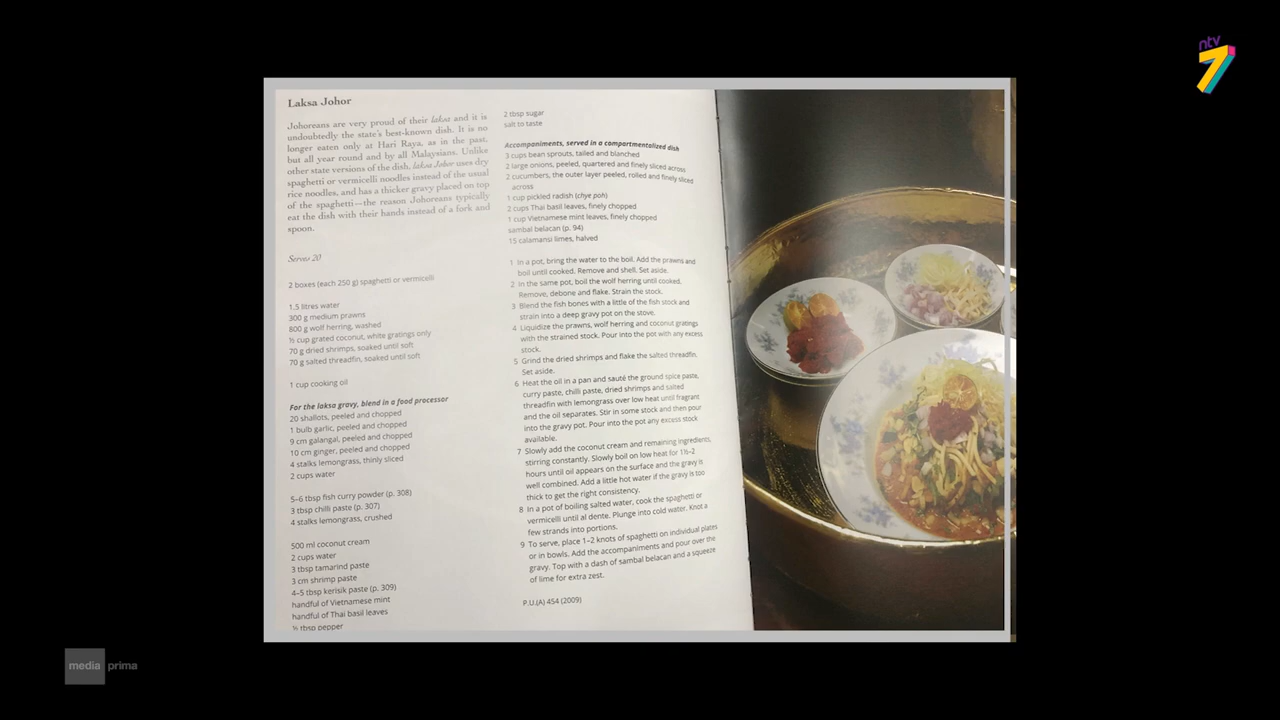 Laksa Johor
Johoreans are very proud of their laksa and it is
undoubtedly the state's best-known dish. It is no
longer eaten only at Hari Raya, as in the past,
but all year round and by all Malaysians. Unlike
other state versions of the dish, laksa Johor uses dry
spaghetti or vermicelli noodles instead of the usual
rice noodles, and has a thicker gravy placed on top
of the spaghetti—the reason Johoreans typically
eat the dish with their hands instead of a fork and
spoon.
Serves 20
2 boxes (each 250 g) spaghetti or vermicelli
1.5 litres water
300 g medium prawns
800 g wolf herring, washed
½ cup grated coconut, white gratings only
70 g dried shrimps, soaked until soft
70 g salted threadfin, soaked until soft
1 cup cooking oil
For the laksa gravy, blend in a food processor
20 shallots, peeled and chopped
1 bulb garlic, peeled and chopped
9 cm galangal, peeled and chopped
10 cm ginger, peeled and chopped
4 stalks lemongrass, thinly sliced
2 cups water
5–6 tbsp fish curry powder (p. 308)
3 tbsp chilli paste (p. 307)
4 stalks lemongrass, crushed
500 ml coconut cream
2 cups water
3 tbsp tamarind paste
3 cm shrimp paste
4–5 tbsp kerisik paste (p. 309)
handful of Vietnamese mint
handful of Thai basil leaves
½ tbsp pepper
2 tbsp sugar
salt to taste
Accompaniments, served in a compartmentalized dish
3 cups bean sprouts, tailed and blanched
2 large onions, peeled, quartered and finely sliced across
2 cucumbers, the outer layer peeled, rolled and finely sliced
across
1 cup pickled radish (chye poh)
2 cups Thai basil leaves, finely chopped
1 cup Vietnamese mint leaves, finely chopped
sambal belacan (p. 94)
15 calamansi limes, halved
1 In a pot, bring the water to the boil. Add the prawns and
boil until cooked. Remove and shell. Set aside.
2 In the same pot, boil the wolf herring until cooked.
Remove, debone and flake. Strain the stock.
3 Blend the fish bones with a little of the fish stock and
strain into a deep gravy pot on the stove.
4 Liquidize the prawns, wolf herring and coconut gratings
with the strained stock. Pour into the pot with any excess
stock.
5 Grind the dried shrimps and flake the salted threadfin.
Set aside.
6 Heat the oil in a pan and sauté the ground spice paste,
curry paste, chilli paste, dried shrimps and salted
threadfin with lemongrass over low heat until fragrant
and the oil separates. Stir in some stock and then pour
into the gravy pot. Pour into the pot any excess stock
available.
7 Slowly add the coconut cream and remaining ingredients,
stirring constantly. Slowly boil on low heat for 1½–2
hours until oil appears on the surface and the gravy is
well combined. Add a little hot water if the gravy is too
thick to get the right consistency.
8 In a pot of boiling salted water, cook the spaghetti or
vermicelli until al dente. Plunge into cold water. Knot a
few strands into portions.
9 To serve, place 1–2 knots of spaghetti on individual plates
or in bowls. Add the accompaniments and pour over the
gravy. Top with a dash of sambal belacan and a squeeze
of lime for extra zest.
P.U.(A) 454 (2009)
ntv
7
media prima